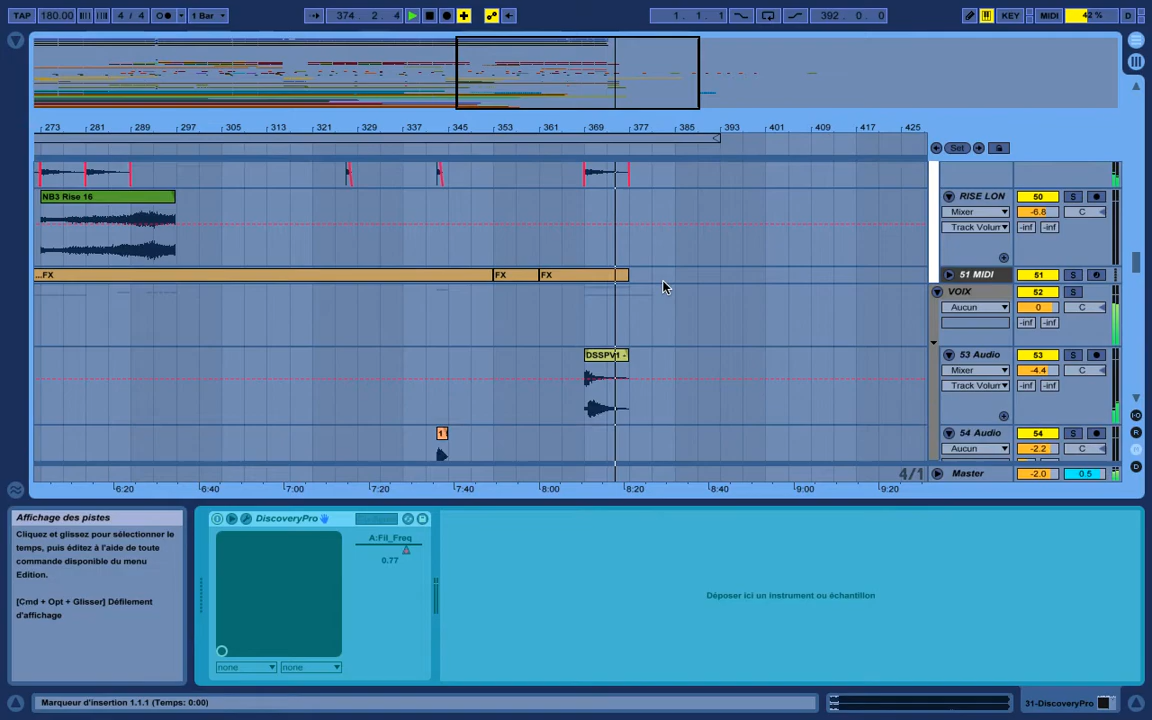 TAP 180.00 4 / 4 1 Bar 374. 2. 4 1. 1. 1 392. 0. 0 KEY MIDI 42 % D
273 281 289 297 305 313 321 329 337 345 353 361 369 377 385 393 401 409 417 425
Set
NB3 Rise 16
RISE LON 50 S
Mixer -6.8 C
Track Volum -inf -inf
...FX FX FX
51 MIDI 51 S
VOIX 52 S
Aucun 0 C
-inf -inf
DSSPV1 -
53 Audio 53 S
Mixer -4.4 C
Track Volum -inf -inf
1
54 Audio 54 S
Aucun -2.2 C
4/1
Master -2.0 0.5
6:20 6:40 7:00 7:20 7:40 8:00 8:20 8:40 9:00 9:20
I-O
R
M
D
Affichage des pistes
Cliquez et glissez pour sélectionner le
temps, puis éditez à l'aide de toute
commande disponible du menu
Edition.
[Cmd + Opt + Glisser] Défilement
d'affichage
DiscoveryPro
A:Fil_Freq
0.77
none none
Déposer ici un instrument ou échantillon
Marqueur d'insertion 1.1.1 (Temps: 0:00)
31-DiscoveryPro